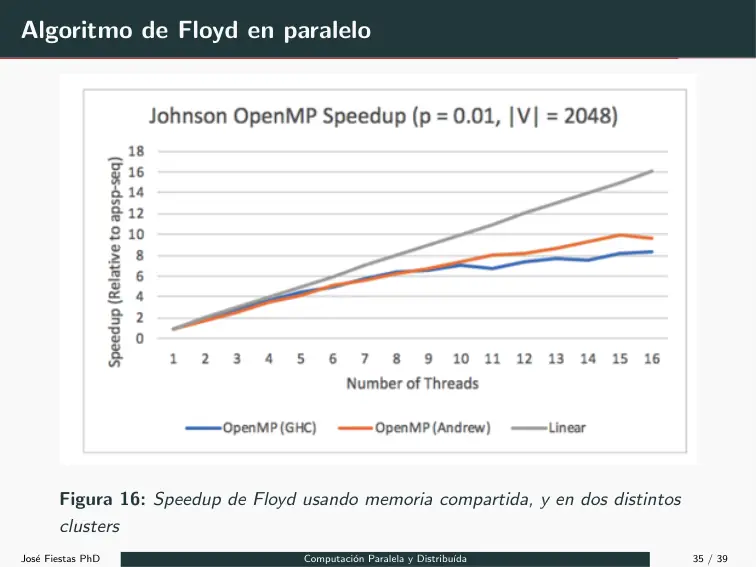 Algoritmo de Floyd en paralelo
Johnson OpenMP Speedup (p = 0.01, |V| = 2048)
Speedup (Relative to apsp-seq)
18
16
14
12
10
8
6
4
2
0
1 2 3 4 5 6 7 8 9 10 11 12 13 14 15 16
Number of Threads
OpenMP (GHC) OpenMP (Andrew) Linear
Figura 16: Speedup de Floyd usando memoria compartida, y en dos distintos
clusters
José Fiestas PhD Computación Paralela y Distribuída 35 / 39